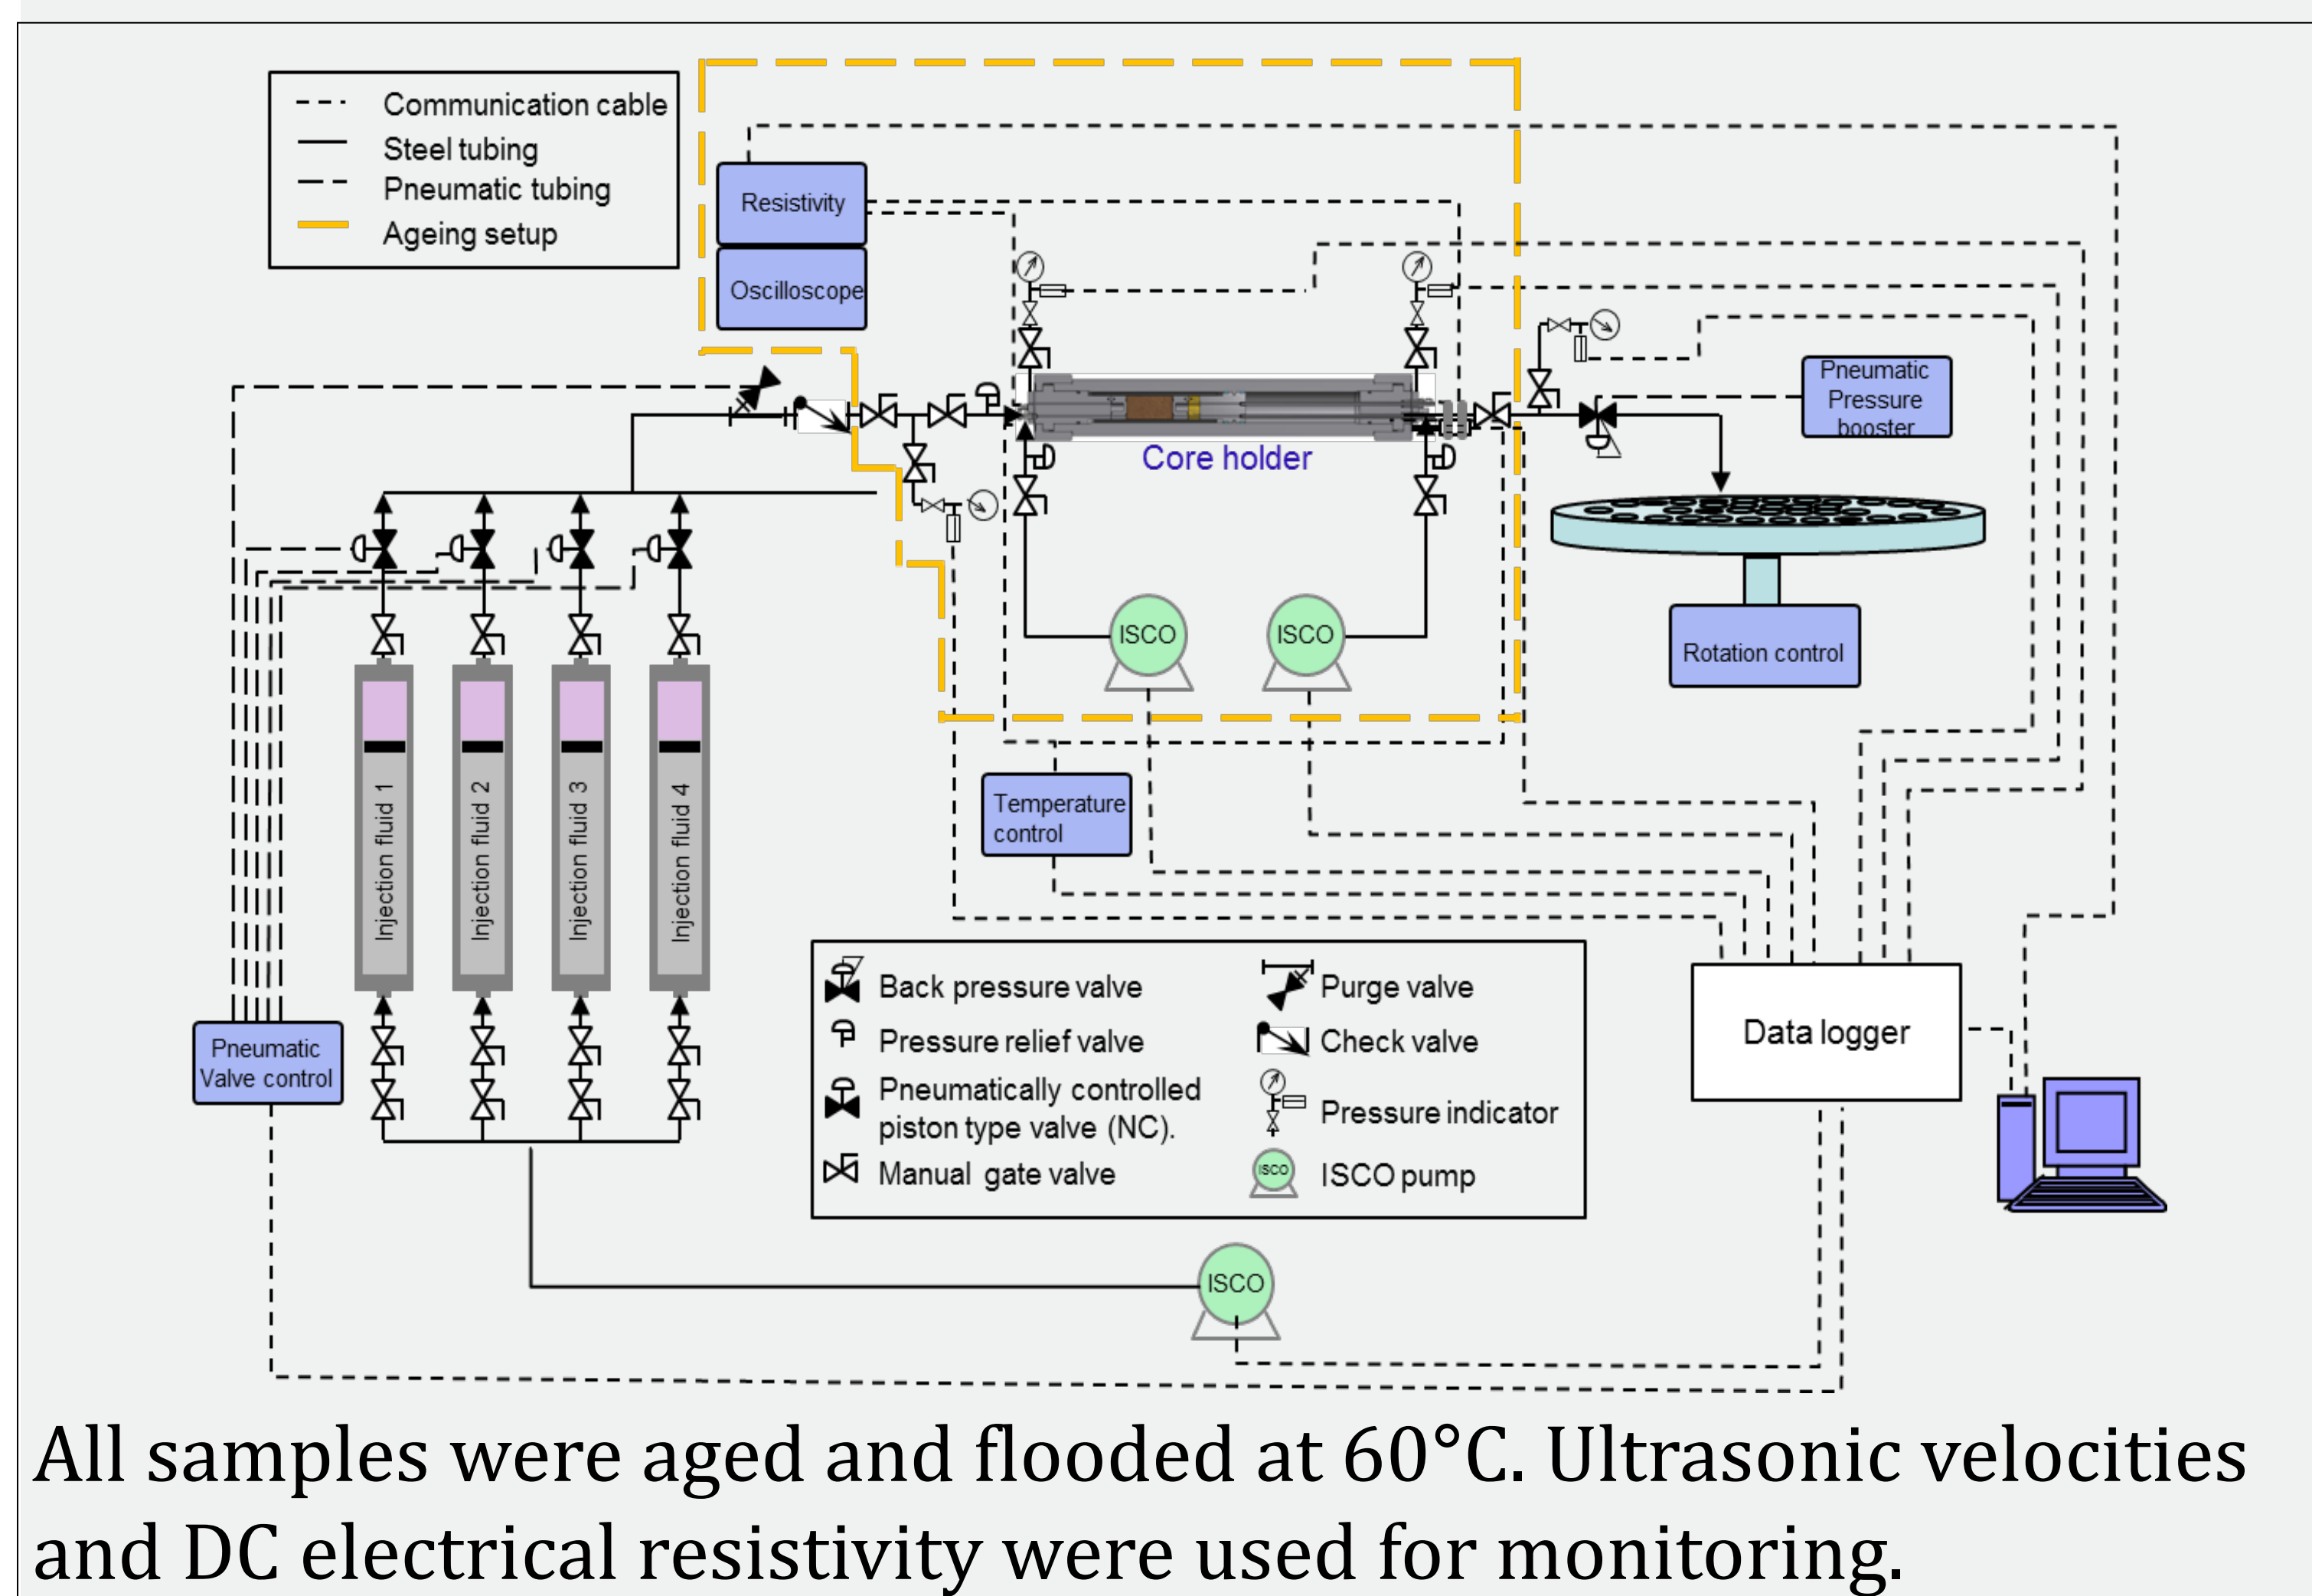 Communication cable
Steel tubing
Pneumatic tubing
Ageing setup
Resistivity
Oscilloscope
Pneumatic
Pressure
booster
Core holder
ISCO
ISCO
Rotation control
Temperature
control
Injection fluid 1
Injection fluid 2
Injection fluid 3
Injection fluid 4
Pneumatic
Valve control
Back pressure valve
Pressure relief valve
Pneumatically controlled
piston type valve (NC).
Manual gate valve
Purge valve
Check valve
Pressure indicator
ISCO
ISCO pump
Data logger
ISCO
All samples were aged and flooded at 60°C. Ultrasonic velocities
and DC electrical resistivity were used for monitoring.